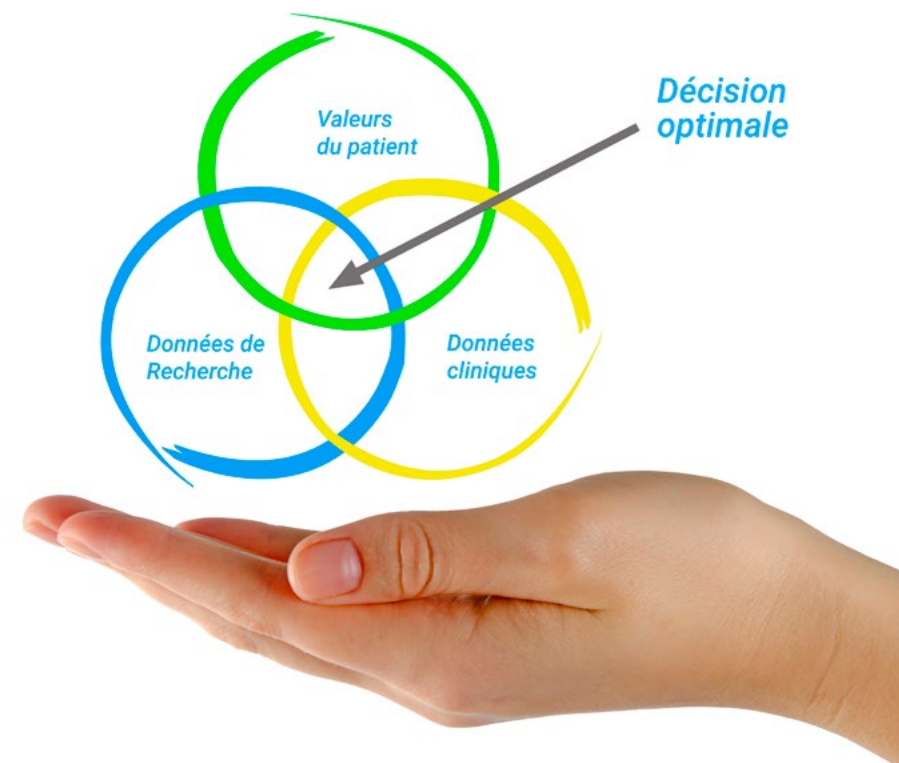 Valeurs
du patient
Décision
optimale
Données de
Recherche
Données
cliniques